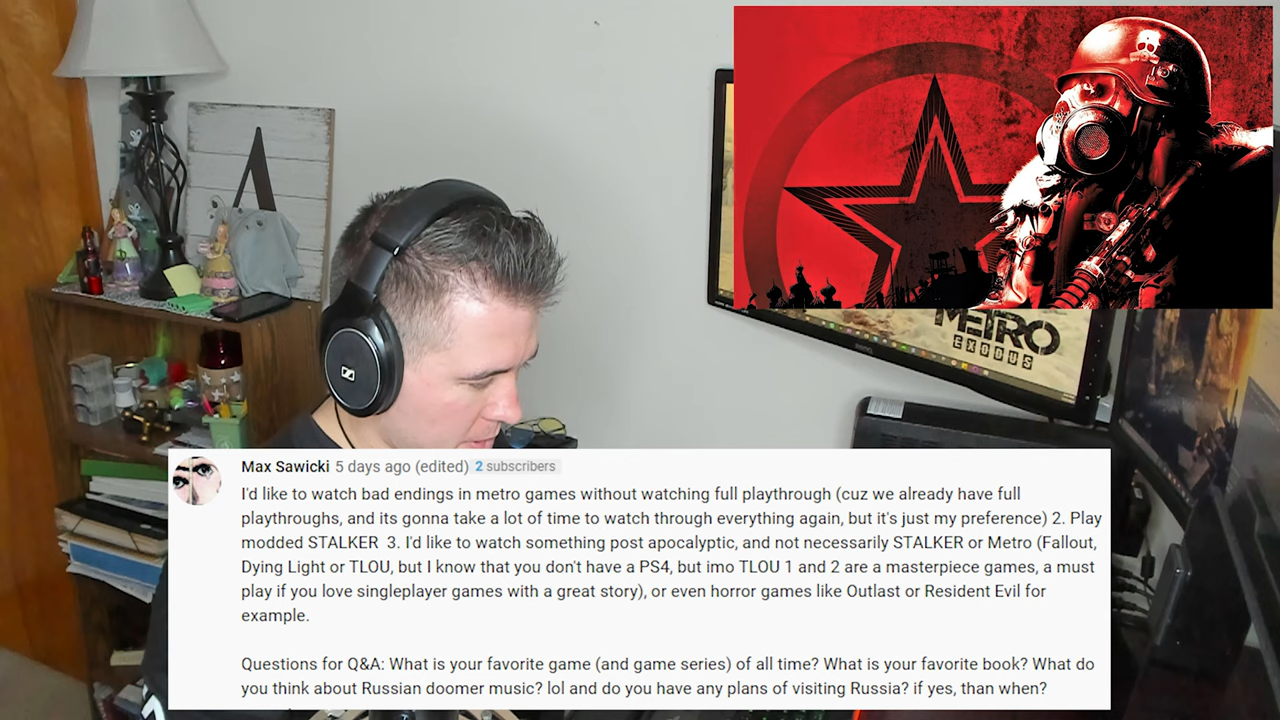 METRO
EXODUS
Max Sawicki 5 days ago (edited) 2 subscribers
I'd like to watch bad endings in metro games without watching full playthrough (cuz we already have full
playthroughs, and its gonna take a lot of time to watch through everything again, but it's just my preference) 2. Play
modded STALKER 3. I'd like to watch something post apocalyptic, and not necessarily STALKER or Metro (Fallout,
Dying Light or TLOU, but I know that you don't have a PS4, but imo TLOU 1 and 2 are a masterpiece games, a must
play if you love singleplayer games with a great story), or even horror games like Outlast or Resident Evil for
example.
Questions for Q&A: What is your favorite game (and game series) of all time? What is your favorite book? What do
you think about Russian doomer music? lol and do you have any plans of visiting Russia? if yes, than when?